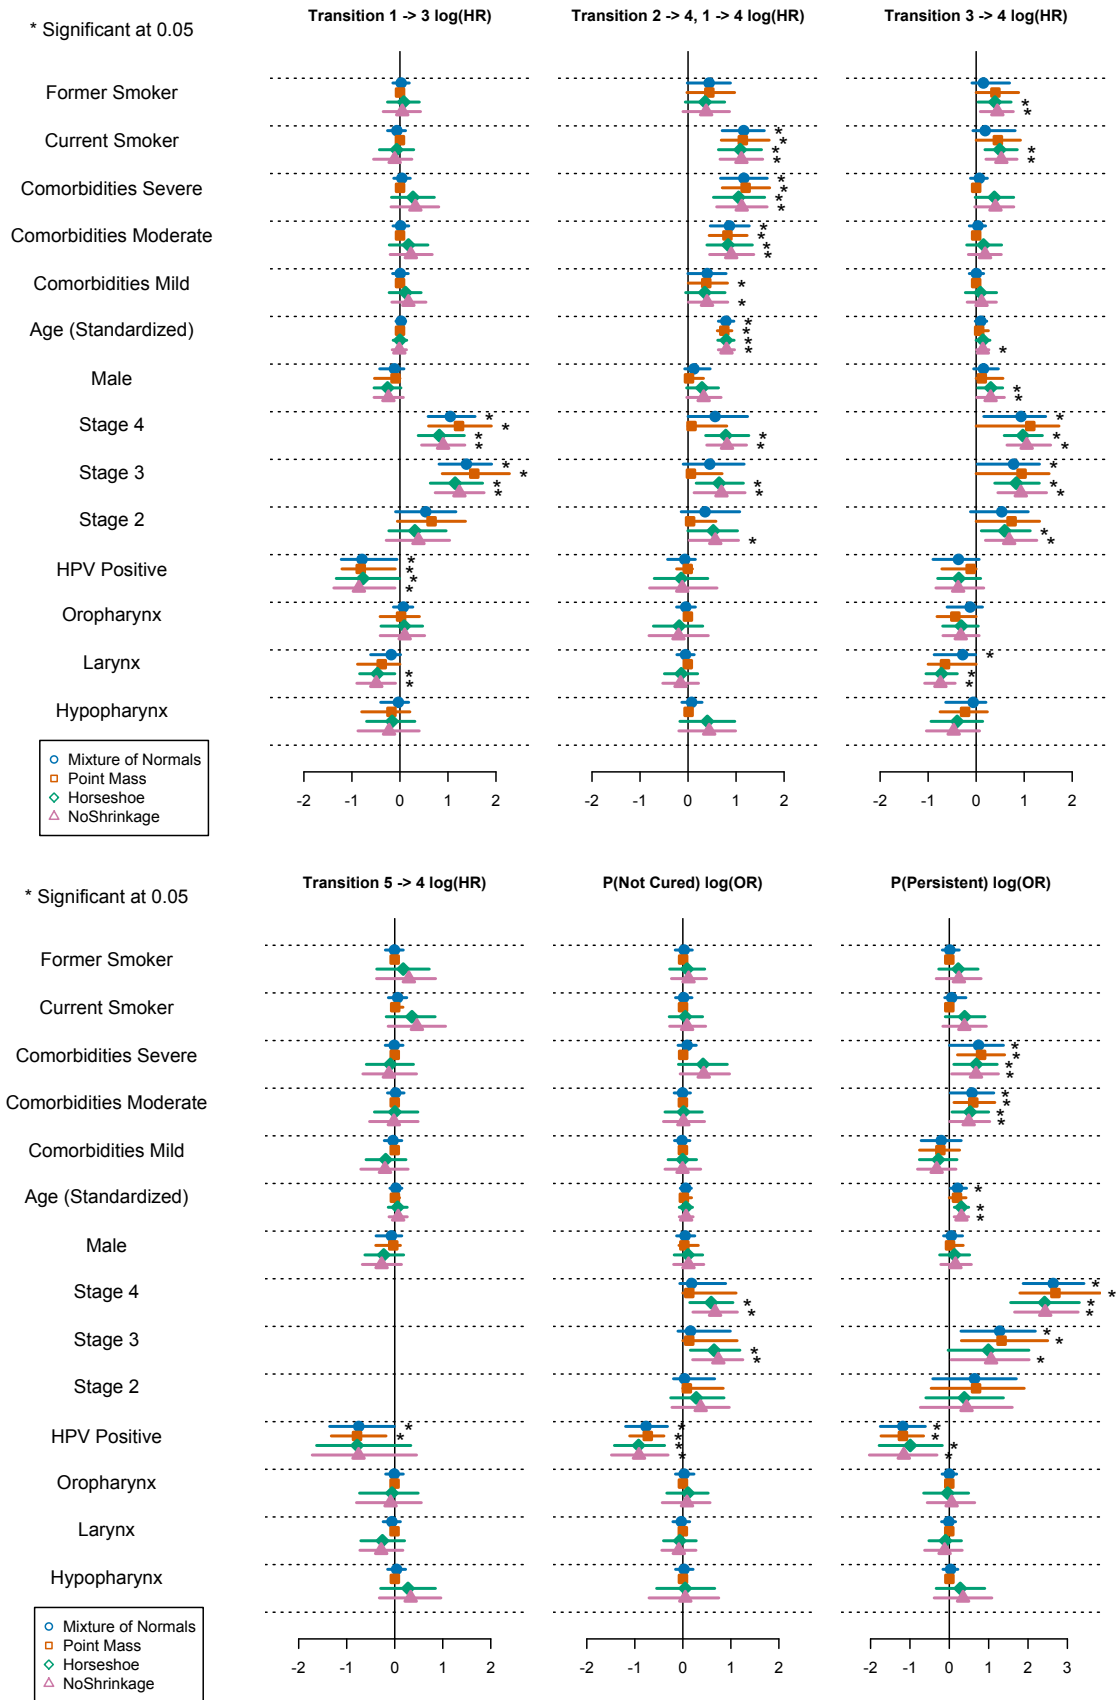 * Significant at 0.05
Transition 1 -> 3 log(HR)
Transition 2 -> 4, 1 -> 4 log(HR)
Transition 3 -> 4 log(HR)
Former Smoker
Current Smoker
Comorbidities Severe
Comorbidities Moderate
Comorbidities Mild
Age (Standardized)
Male
Stage 4
Stage 3
Stage 2
HPV Positive
Oropharynx
Larynx
Hypopharynx
Mixture of Normals
Point Mass
Horseshoe
NoShrinkage
-2 -1 0 1 2
-2 -1 0 1 2
-2 -1 0 1 2
* Significant at 0.05
Transition 5 -> 4 log(HR)
P(Not Cured) log(OR)
P(Persistent) log(OR)
Former Smoker
Current Smoker
Comorbidities Severe
Comorbidities Moderate
Comorbidities Mild
Age (Standardized)
Male
Stage 4
Stage 3
Stage 2
HPV Positive
Oropharynx
Larynx
Hypopharynx
Mixture of Normals
Point Mass
Horseshoe
NoShrinkage
-2 -1 0 1 2
-2 -1 0 1 2
-2 -1 0 1 2 3